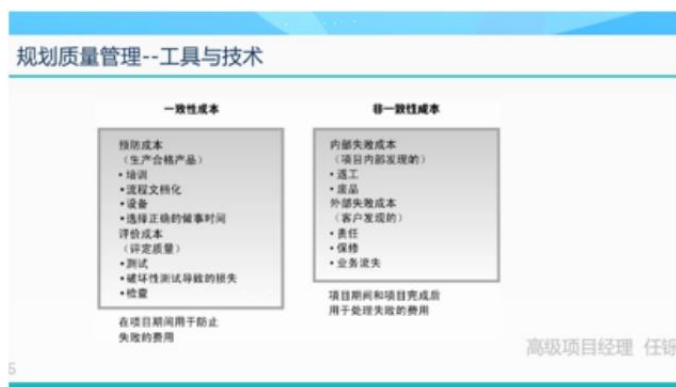 规划质量管理--工具与技术
一致性成本
预防成本
（生产合格产品）
• 培训
• 流程文档化
• 设备
• 选择正确的做事时间
评价成本
（评定质量）
• 测试
• 破坏性测试导致的损失
• 检查
在项目期间用于防止
失败的费用
非一致性成本
内部失败成本
（项目内部发现的）
• 返工
• 废品
外部失败成本
（客户发现的）
• 责任
• 保修
• 业务流失
项目期间和项目完成后
用于处理失败的费用
高级项目经理 任铄
5